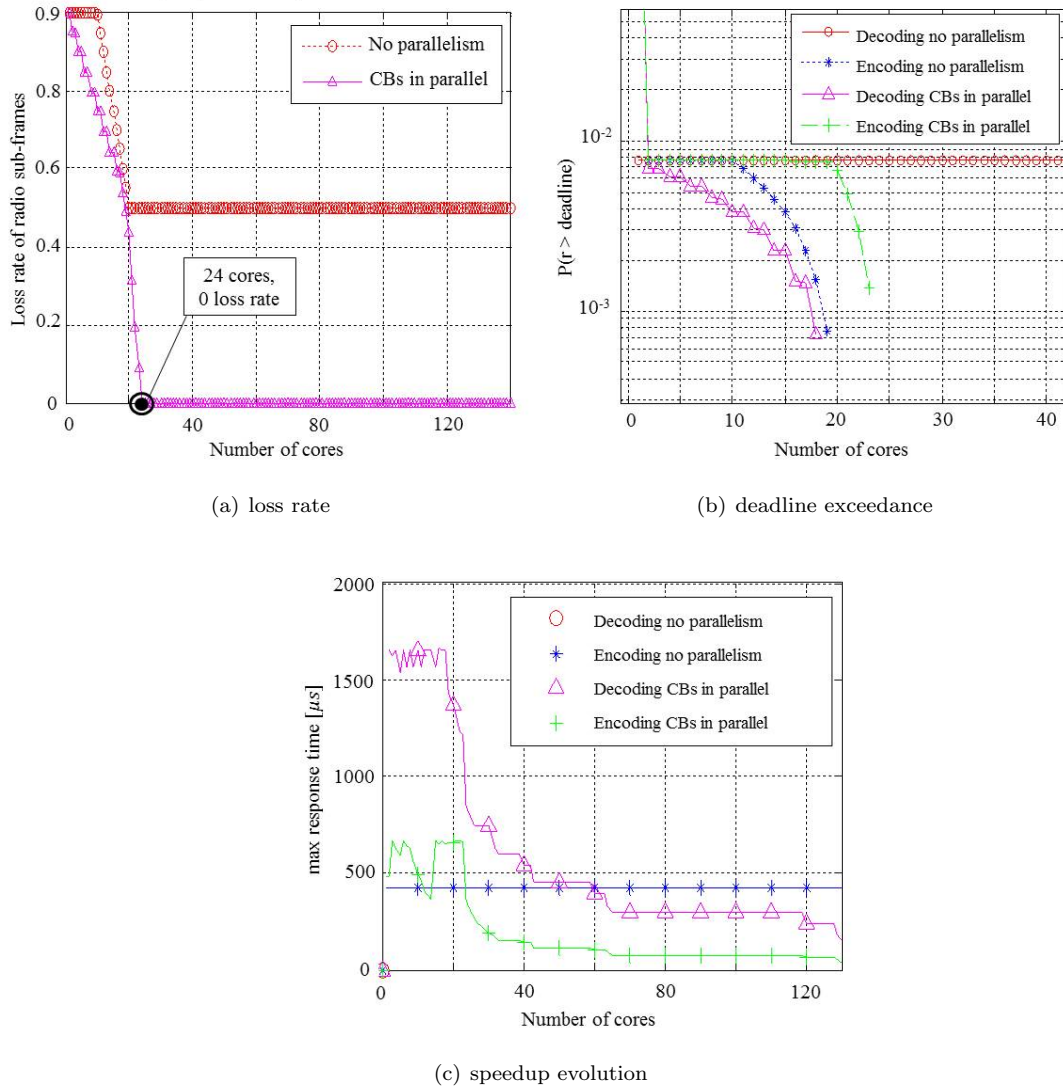 0.9
0.8
0.6
0.4
0.2
0
0
40
80
120
Loss rate of radio sub-frames
Number of cores
No parallelism
CBs in parallel
24 cores,
0 loss rate
(a) loss rate
10-2
10-3
0
10
20
30
40
P(r > deadline)
Number of cores
Decoding no parallelism
Encoding no parallelism
Decoding CBs in parallel
Encoding CBs in parallel
(b) deadline exceedance
2000
1500
1000
500
0
0
40
80
120
max response time [μs]
Number of cores
Decoding no parallelism
Encoding no parallelism
Decoding CBs in parallel
Encoding CBs in parallel
(c) speedup evolution